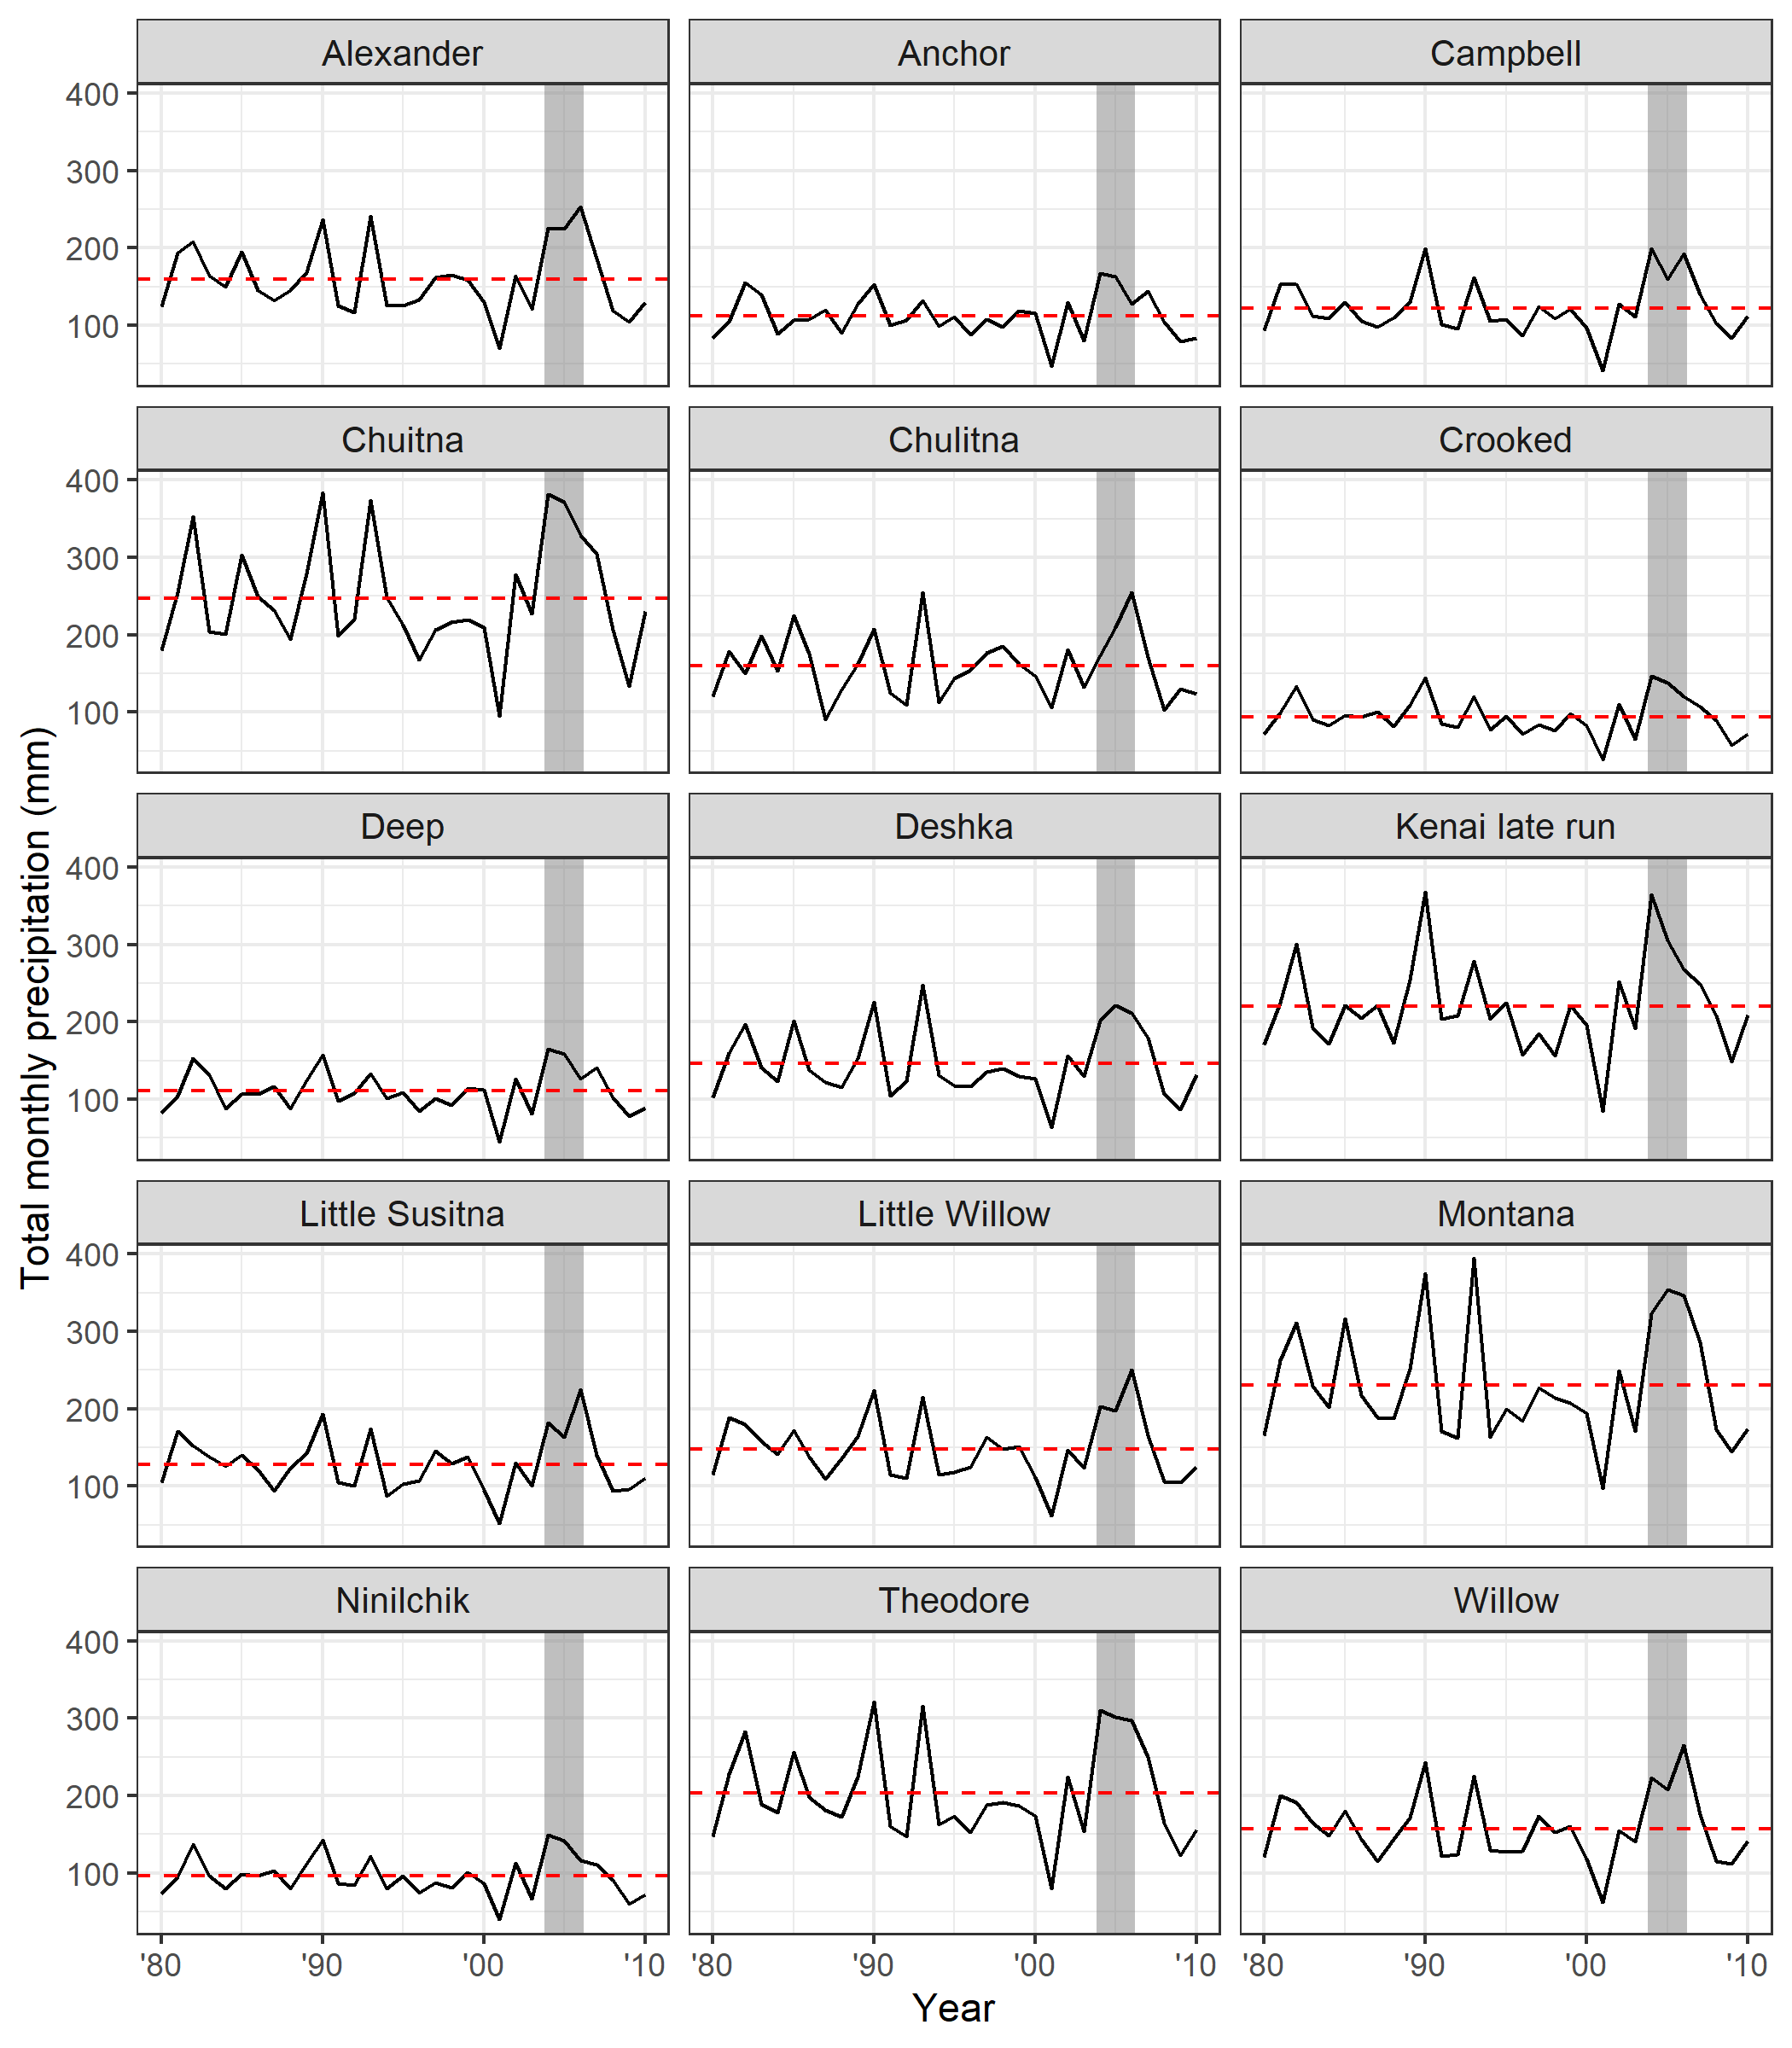 Alexander Anchor Campbell
400
300
200
100
Chuitna Chulitna Crooked
400
300
200
100
Deep Deshka Kenai late run
400
300
200
100
Total monthly precipitation (mm)
Little Susitna Little Willow Montana
400
300
200
100
Ninilchik Theodore Willow
400
300
200
100
'80 '90 '00 '10 '80 '90 '00 '10 '80 '90 '00 '10
Year